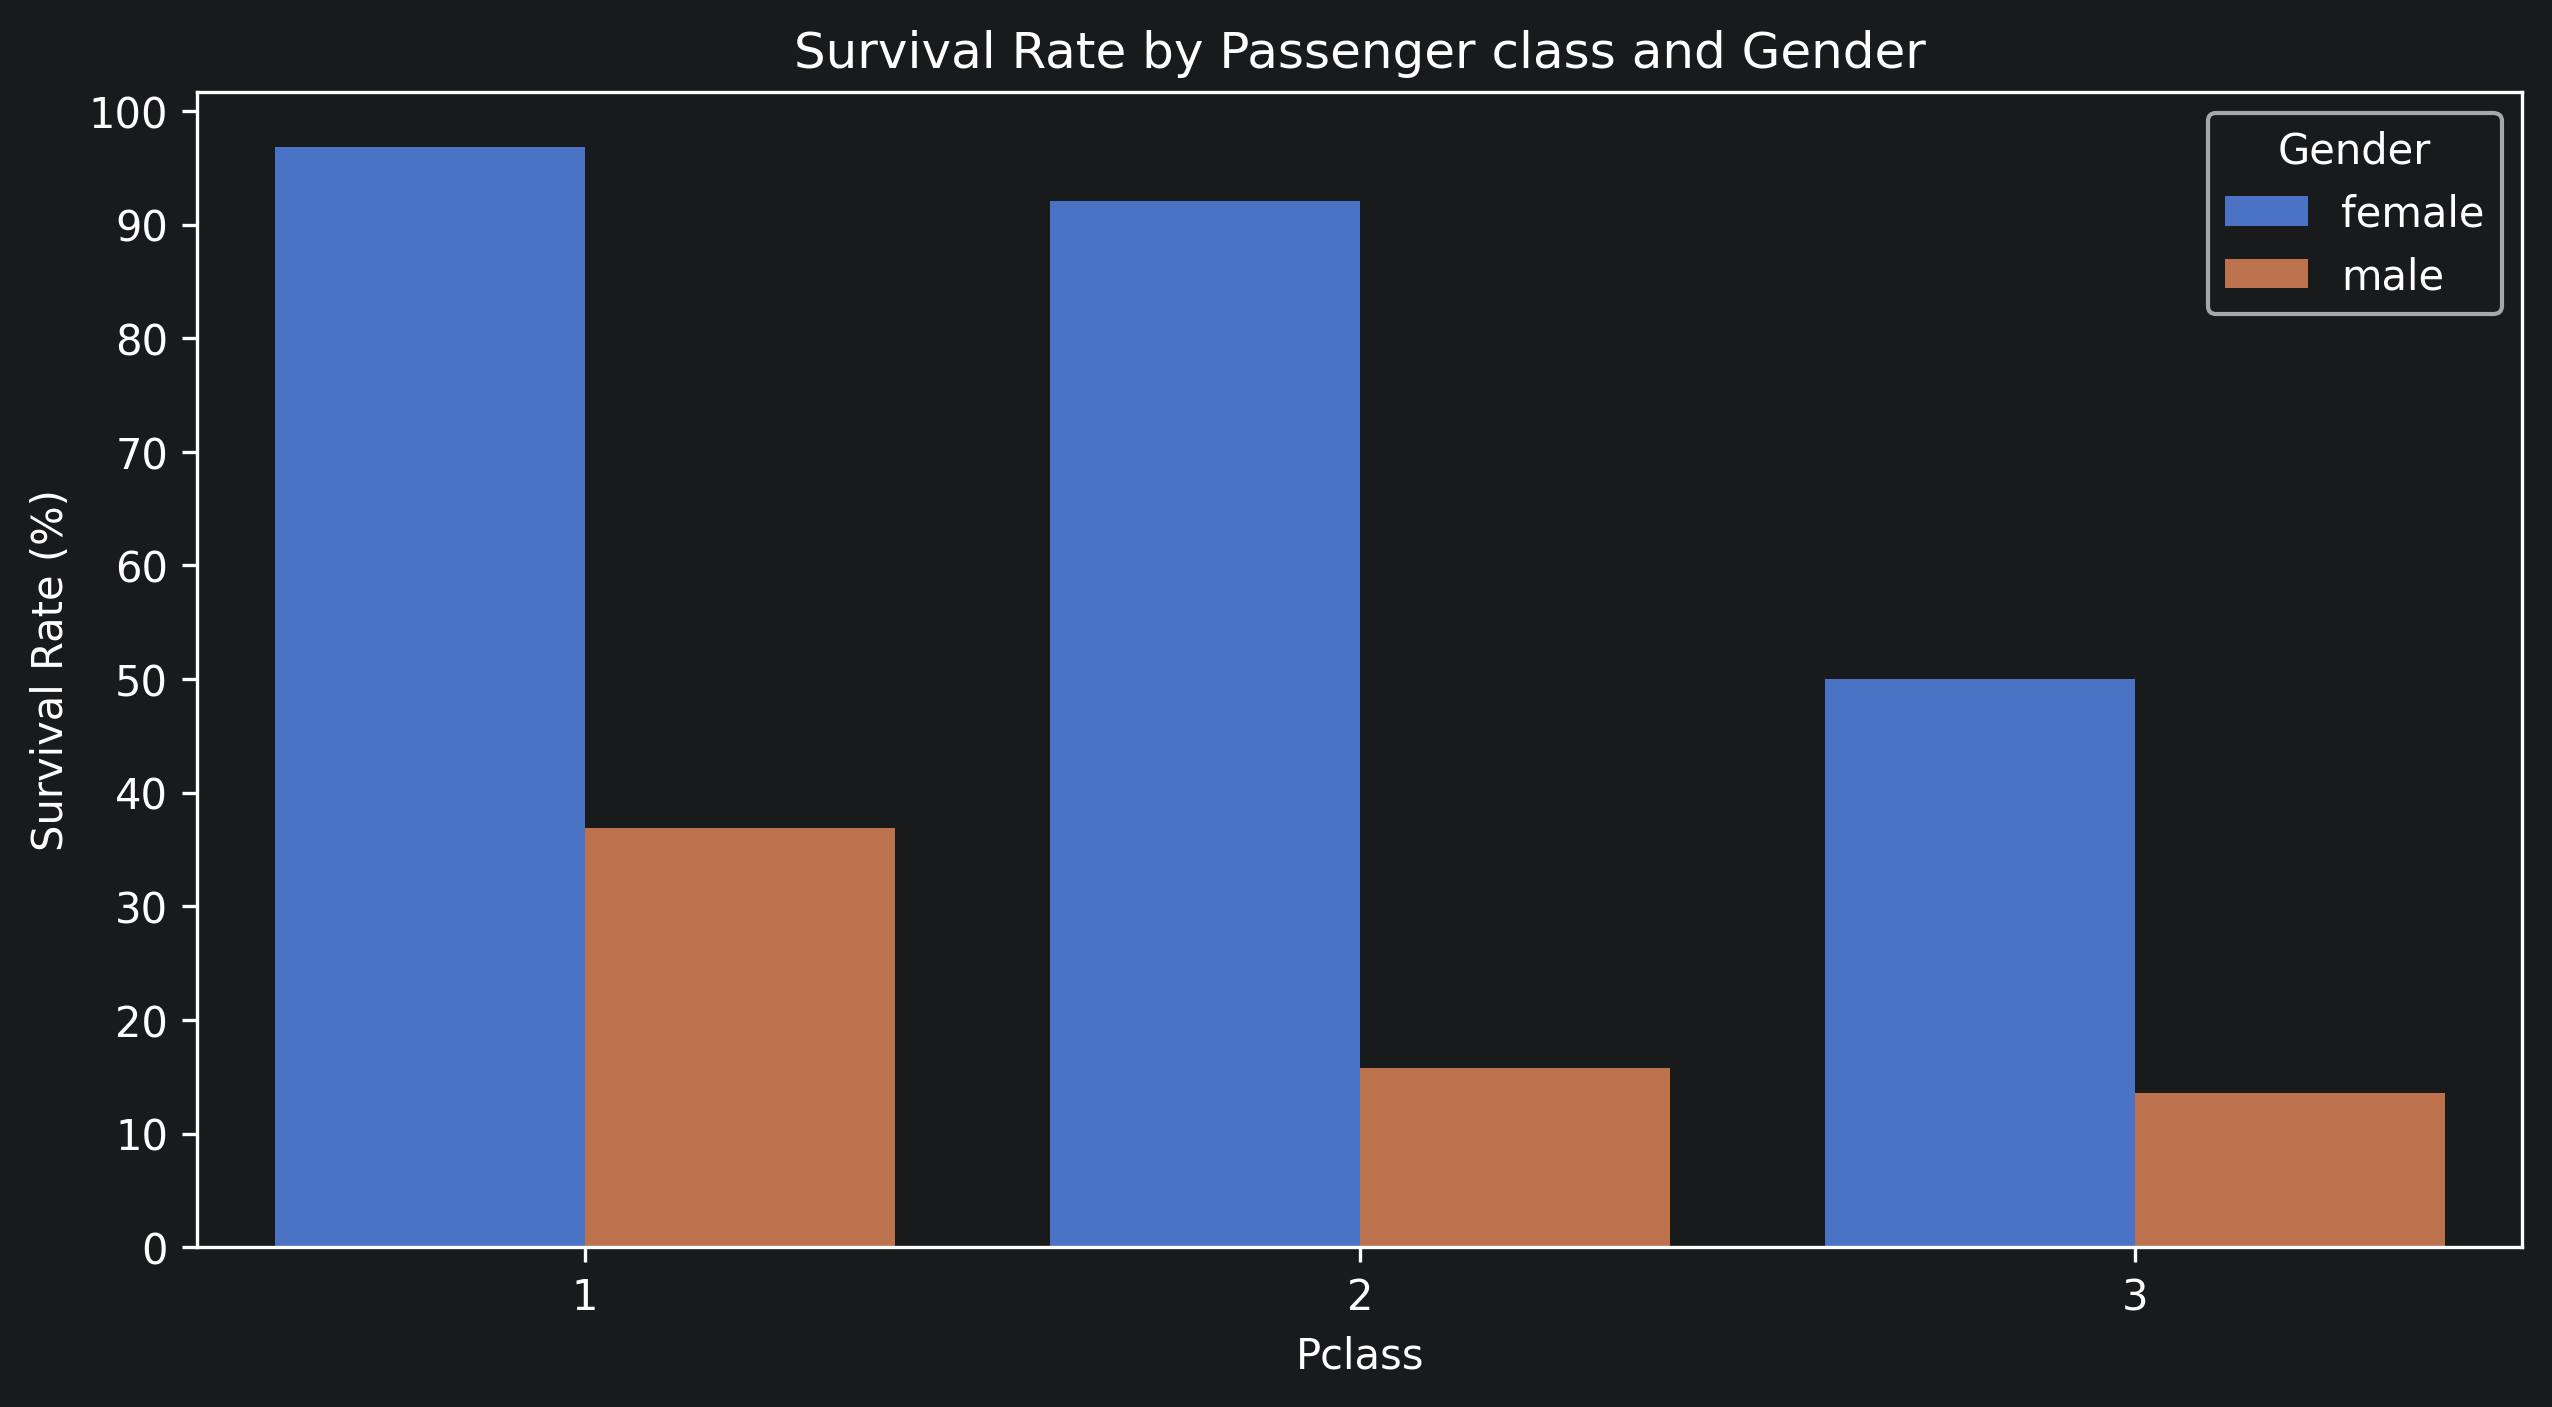 Survival Rate by Passenger class and Gender
100
90
80
70
60
50
40
30
20
10
0
Survival Rate (%)
Gender
female
male
1
2
3
Pclass